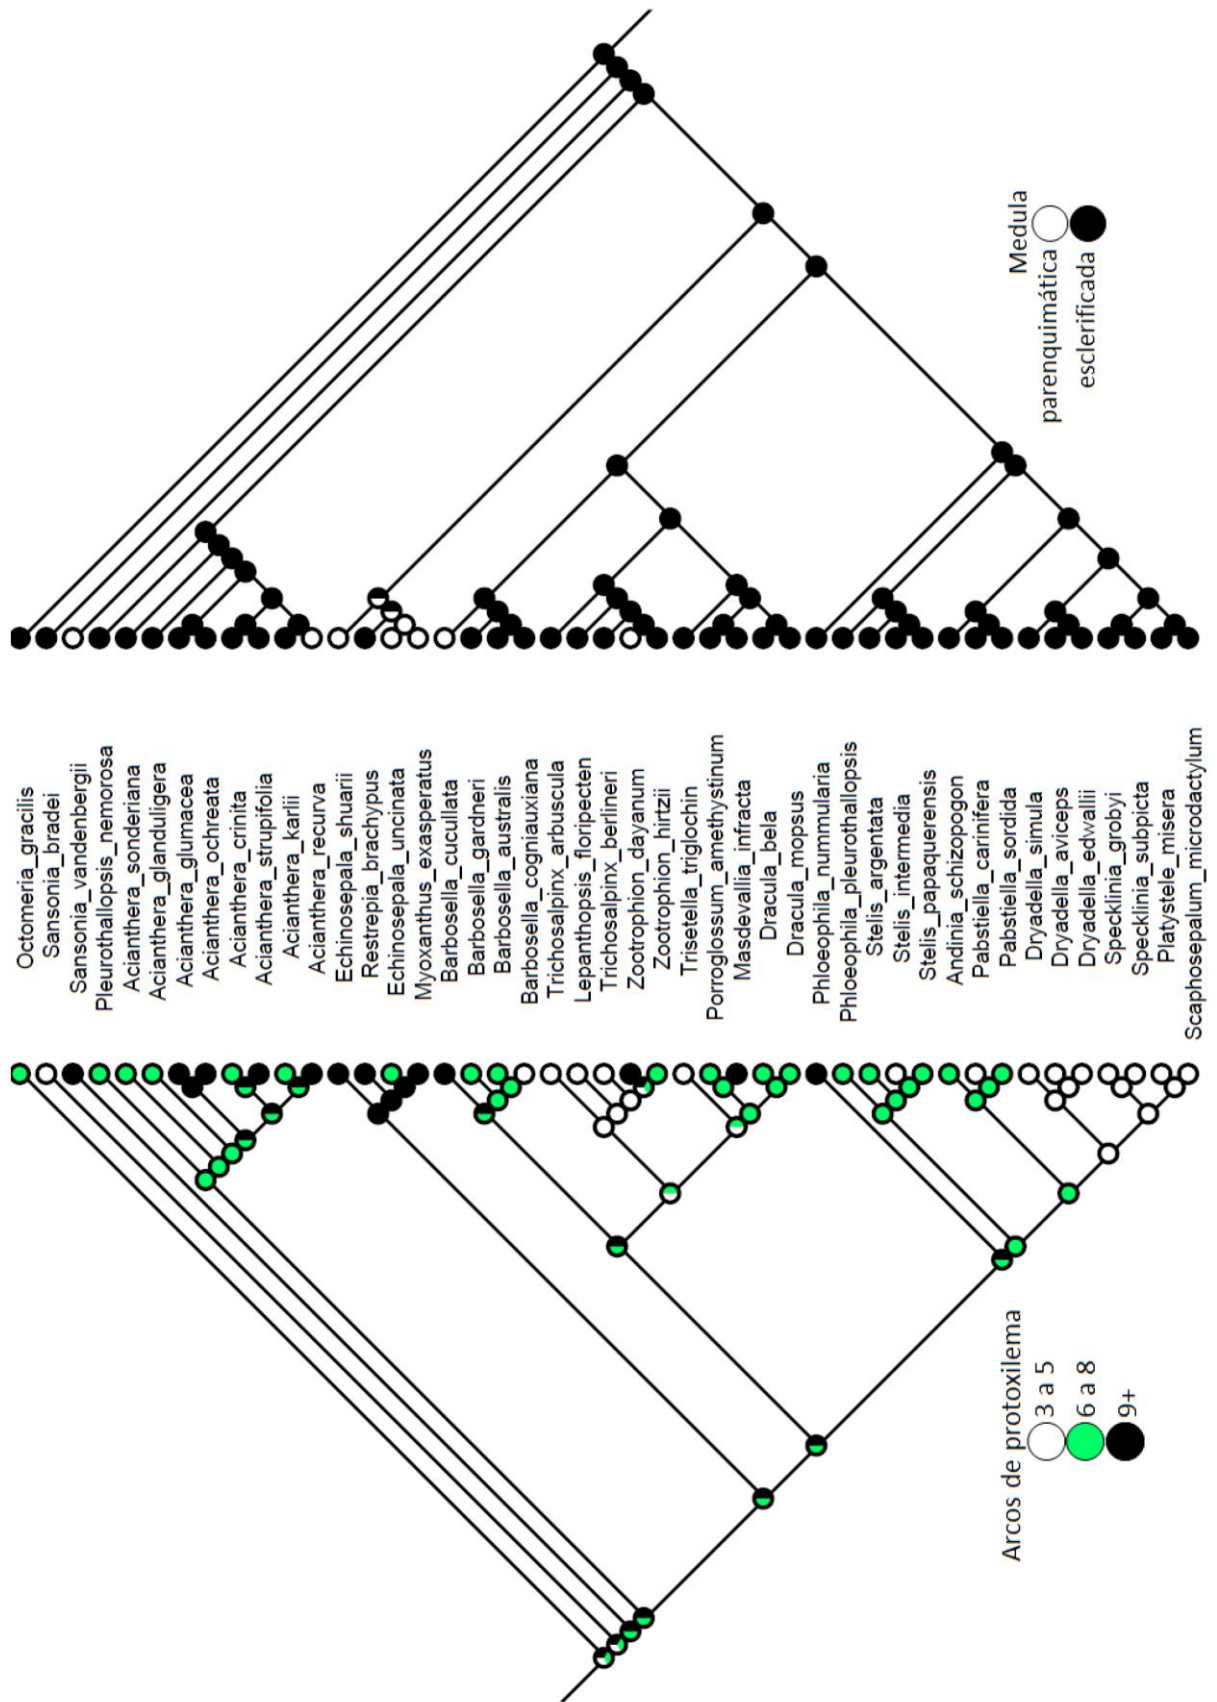 Medula
parenquimática
esclerificada
Octomeria_gracilis
Sansonia_bradei
Sansonia_vandenbergii
Pleurothallopsis_nemorosa
Acianthera_sonderiana
Acianthera_glanduligera
Acianthera_glumacea
Acianthera_ochreata
Acianthera_crinita
Acianthera_strupifolia
Acianthera_karlii
Acianthera_recurva
Echinosepala_shuarii
Restrepia_brachypus
Echinosepala_uncinata
Myoxanthus_exasperatus
Barbosella_cucullata
Barbosella_gardneri
Barbosella_australis
Barbosella_cogniauxiana
Trichosalpinx_arbuscula
Lepanthopsis_floripecten
Trichosalpinx_berlineri
Zootrophion_dayanum
Zootrophion_hirtzii
Trisetella_triglochin
Porroglossum_amethystinum
Masdevallia_infracta
Dracula_bela
Dracula_mopsus
Phloeophila_nummularia
Phloeophila_pleurothallopsis
Stelis_argentata
Stelis_intermedia
Stelis_papaquerensis
Andinia_schizopogon
Pabstiella_carinifera
Pabstiella_sordida
Dryadella_simula
Dryadella_aviceps
Dryadella_edwallii
Specklinia_grobyi
Specklinia_subpicta
Platystele_misera
Scaphosepalum_microdactylum
Arcos de protoxilema
3 a 5
6 a 8
9+